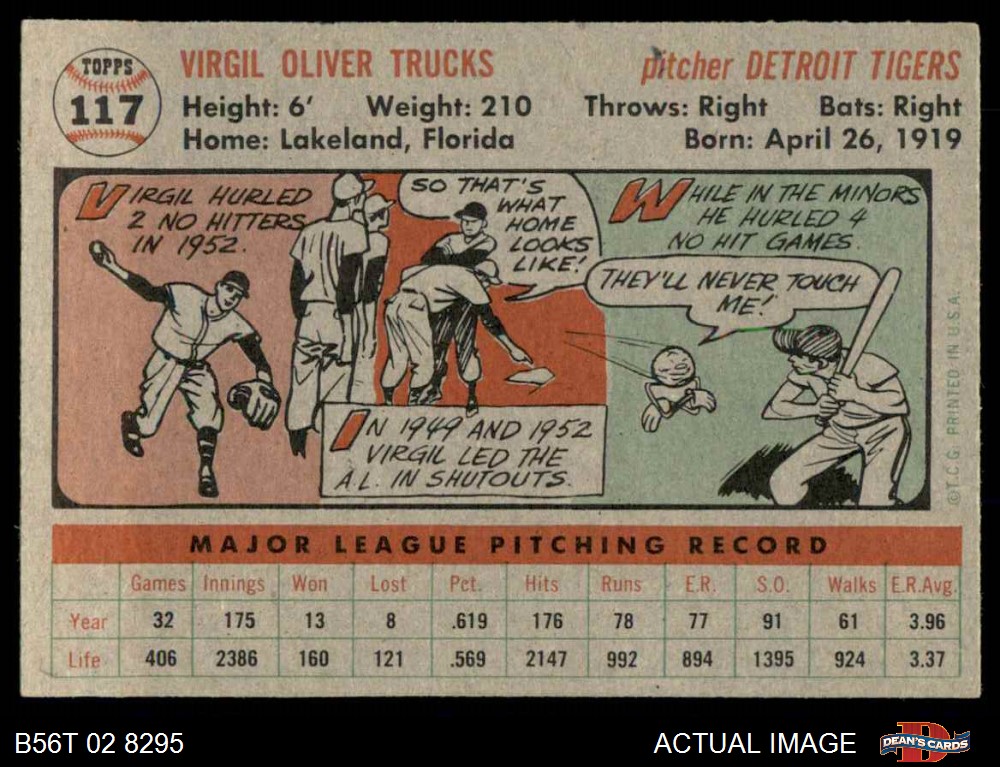 TOPPS
117
VIRGIL OLIVER TRUCKS
pitcher DETROIT TIGERS
Height: 6' Weight: 210 Throws: Right Bats: Right
Home: Lakeland, Florida Born: April 26, 1919
VIRGIL HURLED
2 NO HITTERS
IN 1952.
SO THAT'S
WHAT
HOME
LOOKS
LIKE!
IN 1949 AND 1952
VIRGIL LED THE
A.L. IN SHUTOUTS.
WHILE IN THE MINORS
HE HURLED 4
NO HIT GAMES.
THEY'LL NEVER TOUCH
ME!
©T.C.G. PRINTED IN U.S.A.
MAJOR LEAGUE PITCHING RECORD
Games Innings Won Lost Pct. Hits Runs E.R. S.O. Walks E.R.Avg.
Year 32 175 13 8 .619 176 78 77 91 61 3.96
Life 406 2386 160 121 .569 2147 992 894 1395 924 3.37
B56T 02 8295
ACTUAL IMAGE
D
DEAN'S CARDS